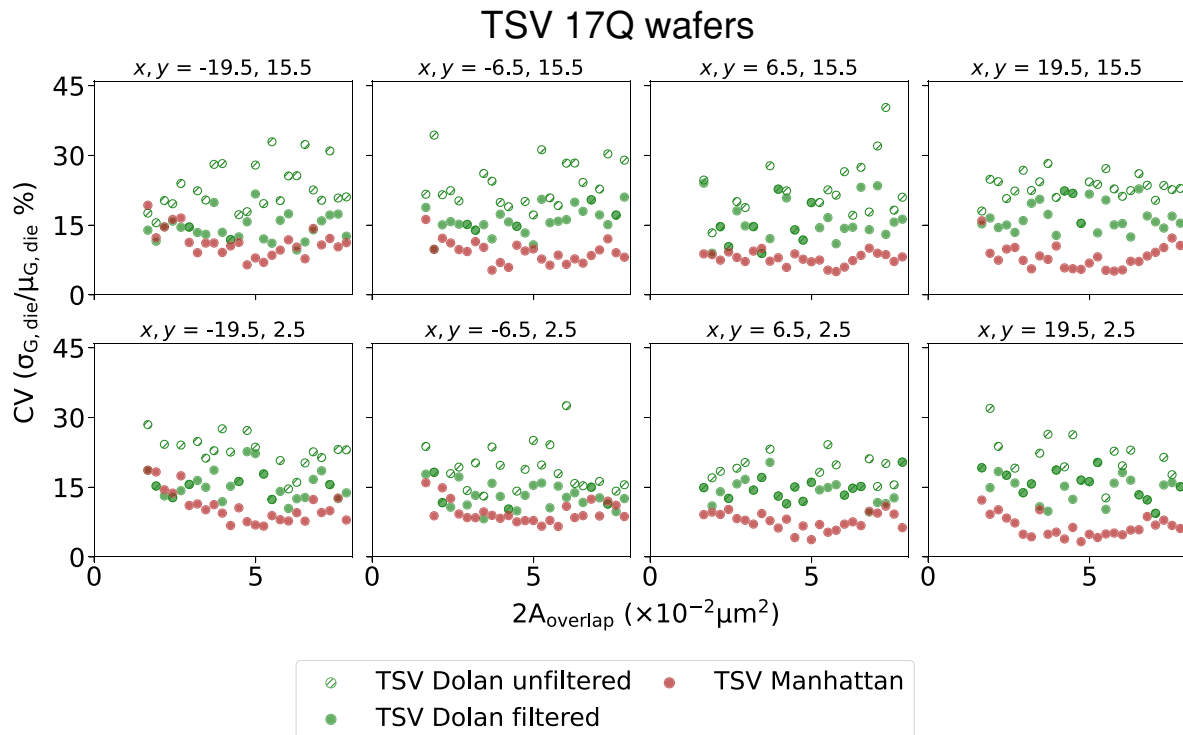 TSV 17Q wafers
x, y = -19.5, 15.5
x, y = -6.5, 15.5
x, y = 6.5, 15.5
x, y = 19.5, 15.5
45
30
15
0
x, y = -19.5, 2.5
x, y = -6.5, 2.5
x, y = 6.5, 2.5
x, y = 19.5, 2.5
45
30
15
0
CV (σG, die/μG, die %)
0 5 0 5 0 5 0 5
2Aoverlap (×10⁻²μm²)
TSV Dolan unfiltered TSV Manhattan
TSV Dolan filtered